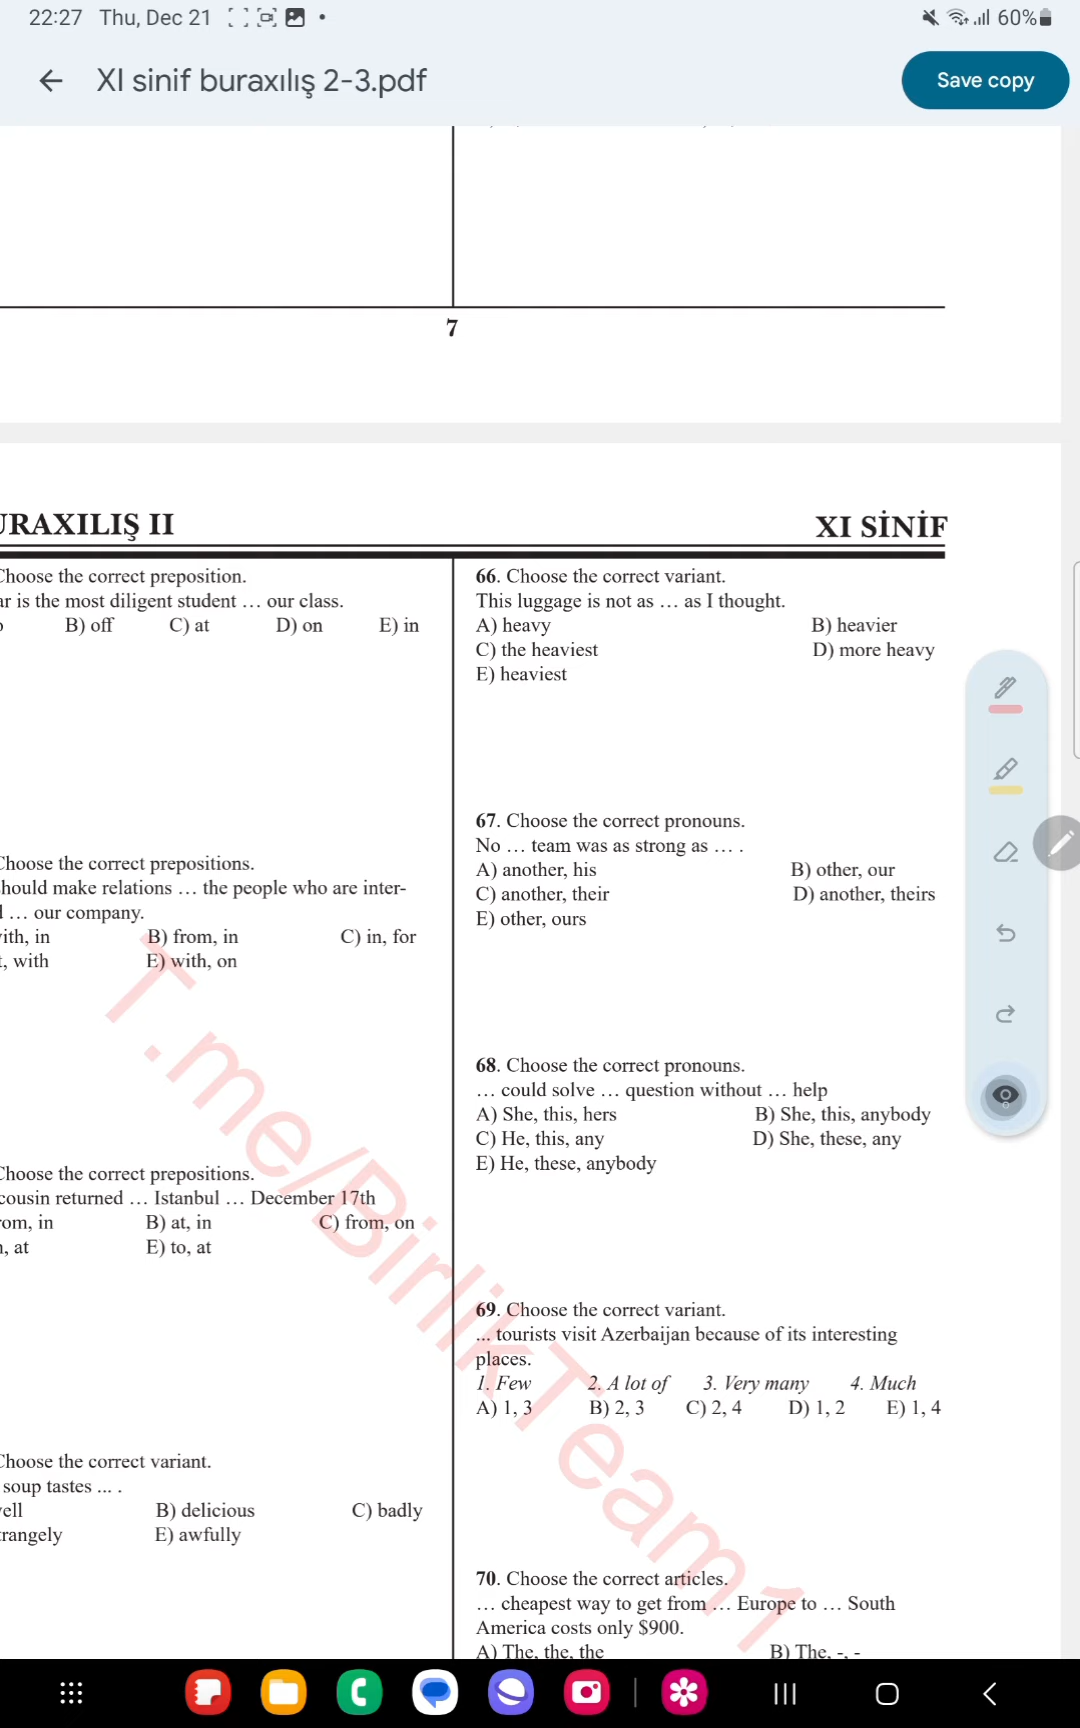 22:27 Thu, Dec 21
60%
XI sinif buraxılış 2-3.pdf
Save copy
7
URAXILIŞ II
XI SİNİF
Choose the correct preposition.
ar is the most diligent student … our class.
B) off C) at D) on E) in
Choose the correct prepositions.
hould make relations … the people who are inter-
… our company.
ith, in B) from, in C) in, for
, with E) with, on
Choose the correct prepositions.
cousin returned … Istanbul … December 17th
om, in B) at, in C) from, on
, at E) to, at
Choose the correct variant.
soup tastes ... .
ell B) delicious C) badly
trangely E) awfully
66. Choose the correct variant.
This luggage is not as … as I thought.
A) heavy B) heavier
C) the heaviest D) more heavy
E) heaviest
67. Choose the correct pronouns.
No … team was as strong as … .
A) another, his B) other, our
C) another, their D) another, theirs
E) other, ours
68. Choose the correct pronouns.
… could solve … question without … help
A) She, this, hers B) She, this, anybody
C) He, this, any D) She, these, any
E) He, these, anybody
69. Choose the correct variant.
... tourists visit Azerbaijan because of its interesting
places.
1. Few 2. A lot of 3. Very many 4. Much
A) 1, 3 B) 2, 3 C) 2, 4 D) 1, 2 E) 1, 4
70. Choose the correct articles.
… cheapest way to get from … Europe to … South
America costs only $900.
A) The, the, the B) The, -, -
T.me/BirlikTeam1